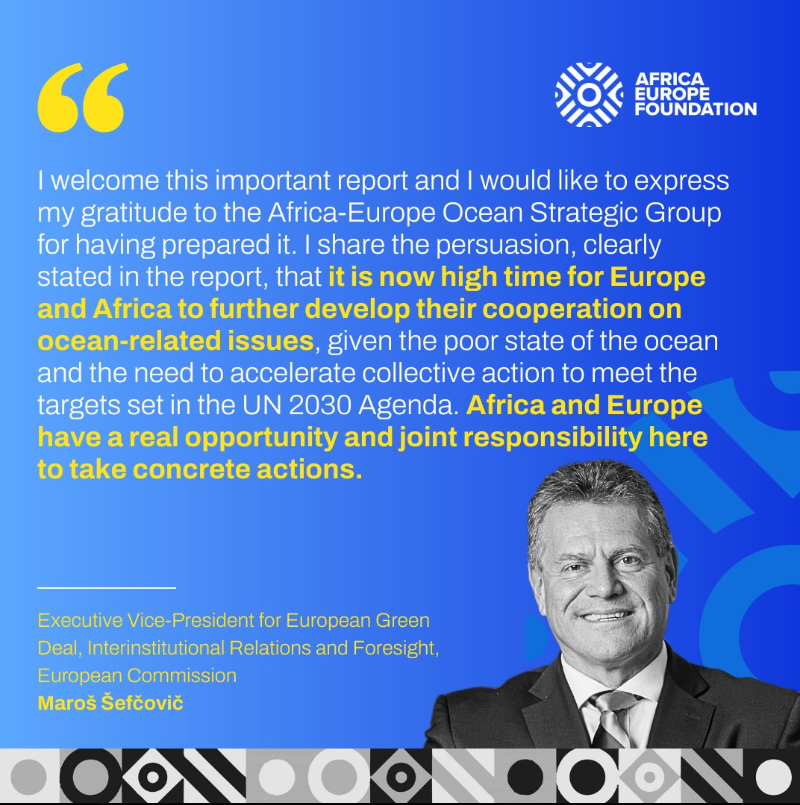 “
AFRICA
EUROPE
FOUNDATION
I welcome this important report and I would like to express
my gratitude to the Africa-Europe Ocean Strategic Group
for having prepared it. I share the persuasion, clearly
stated in the report, that it is now high time for Europe
and Africa to further develop their cooperation on
ocean-related issues, given the poor state of the ocean
and the need to accelerate collective action to meet the
targets set in the UN 2030 Agenda. Africa and Europe
have a real opportunity and joint responsibility here
to take concrete actions.
Executive Vice-President for European Green
Deal, Interinstitutional Relations and Foresight,
European Commission
Maroš Šefčovič